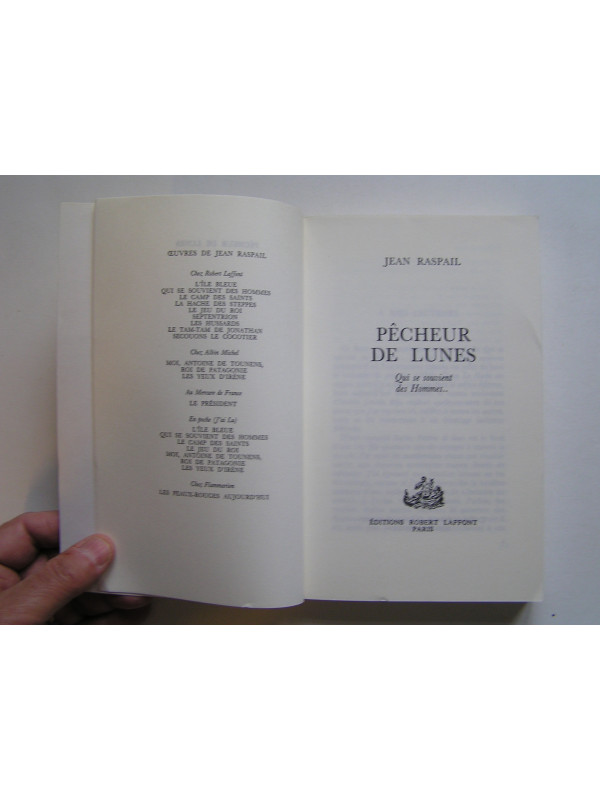 ŒUVRES DE JEAN RASPAIL
Chez Robert Laffont
L'ÎLE BLEUE
QUI SE SOUVIENT DES HOMMES
LE CAMP DES SAINTS
LA HACHE DES STEPPES
LE JEU DU ROI
SEPTENTRION
LES HUSSARDS
LE TAM-TAM DE JONATHAN
SECOUONS LE COCOTIER
Chez Albin Michel
MOI, ANTOINE DE TOUNENS,
ROI DE PATAGONIE
LES YEUX D'IRÈNE
Au Mercure de France
LE PRÉSIDENT
En poche (J'ai Lu)
L'ÎLE BLEUE
QUI SE SOUVIENT DES HOMMES
LE CAMP DES SAINTS
LE JEU DU ROI
MOI, ANTOINE DE TOUNENS,
ROI DE PATAGONIE
LES YEUX D'IRÈNE
Chez Flammarion
LES PEAUX-ROUGES AUJOURD'HUI
JEAN RASPAIL
PÊCHEUR
DE LUNES
Qui se souvient
des Hommes...
ÉDITIONS ROBERT LAFFONT
PARIS